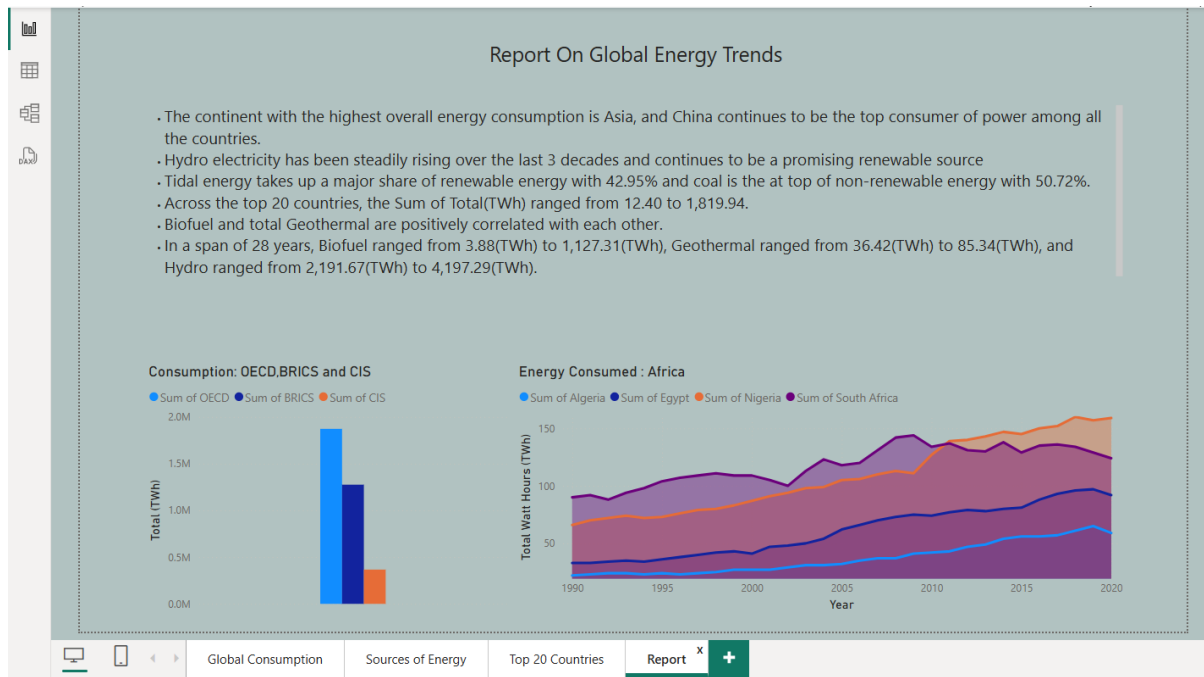 Report On Global Energy Trends
• The continent with the highest overall energy consumption is Asia, and China continues to be the top consumer of power among all
the countries.
• Hydro electricity has been steadily rising over the last 3 decades and continues to be a promising renewable source
• Tidal energy takes up a major share of renewable energy with 42.95% and coal is the at top of non-renewable energy with 50.72%.
• Across the top 20 countries, the Sum of Total(TWh) ranged from 12.40 to 1,819.94.
• Biofuel and total Geothermal are positively correlated with each other.
• In a span of 28 years, Biofuel ranged from 3.88(TWh) to 1,127.31(TWh), Geothermal ranged from 36.42(TWh) to 85.34(TWh), and
Hydro ranged from 2,191.67(TWh) to 4,197.29(TWh).
Consumption: OECD,BRICS and CIS
Sum of OECD Sum of BRICS Sum of CIS
2.0M
1.5M
1.0M
0.5M
0.0M
Total (TWh)
Energy Consumed : Africa
Sum of Algeria Sum of Egypt Sum of Nigeria Sum of South Africa
150
100
50
Total Watt Hours (TWh)
1990 1995 2000 2005 2010 2015 2020
Year
DAX
Global Consumption Sources of Energy Top 20 Countries Report x +